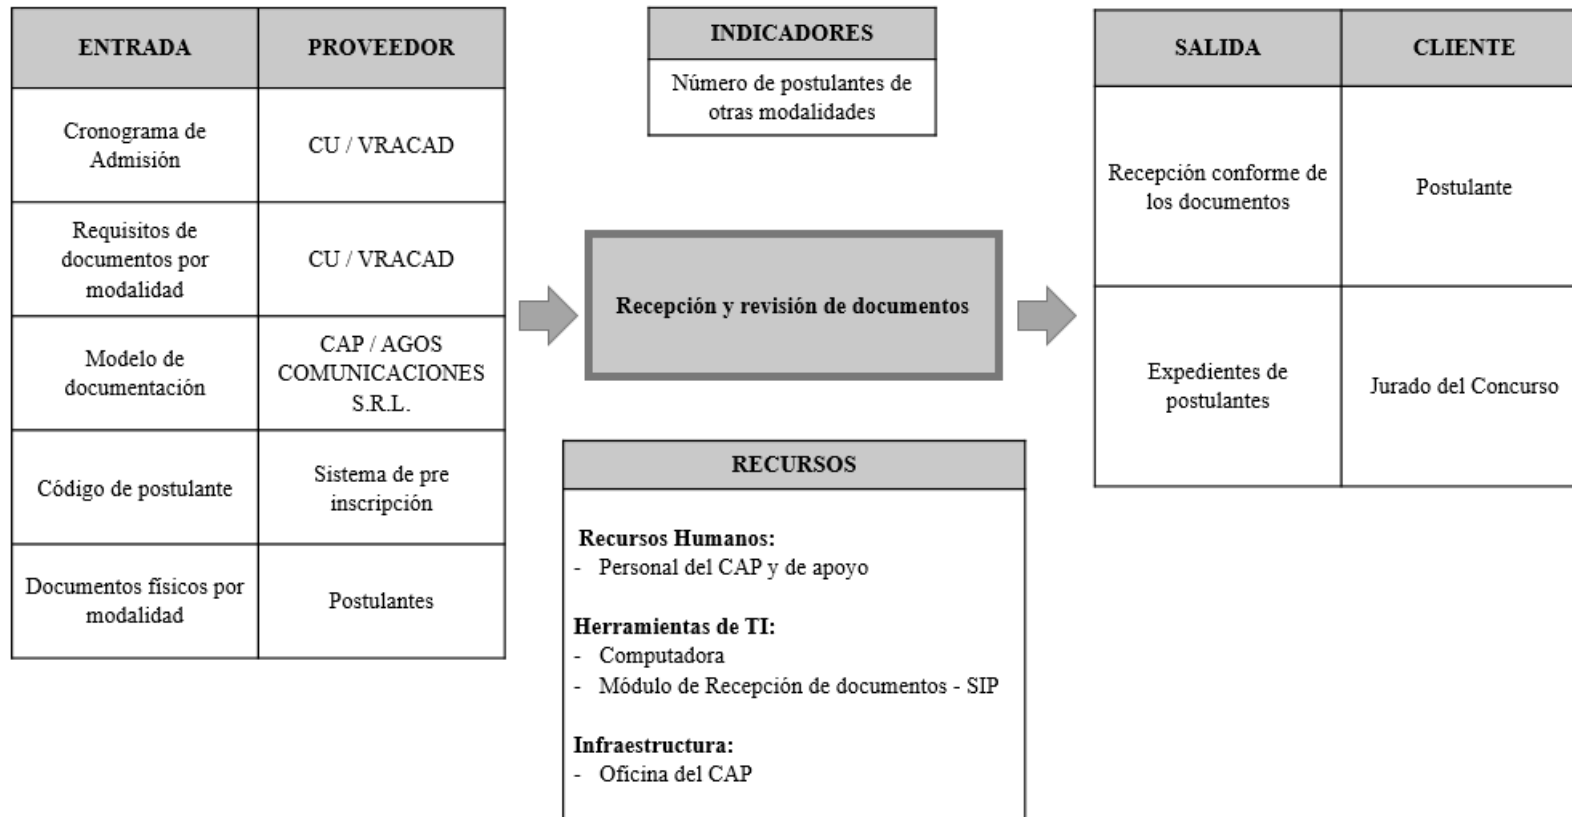 ENTRADA
PROVEEDOR
Cronograma de
Admisión
CU / VRACAD
Requisitos de
documentos por
modalidad
CU / VRACAD
Modelo de
documentación
CAP / AGOS
COMUNICACIONES
S.R.L.
Código de postulante
Sistema de pre
inscripción
Documentos físicos por
modalidad
Postulantes
INDICADORES
Número de postulantes de
otras modalidades
Recepción y revisión de documentos
RECURSOS
Recursos Humanos:
- Personal del CAP y de apoyo
Herramientas de TI:
- Computadora
- Módulo de Recepción de documentos - SIP
Infraestructura:
- Oficina del CAP
SALIDA
CLIENTE
Recepción conforme de
los documentos
Postulante
Expedientes de
postulantes
Jurado del Concurso